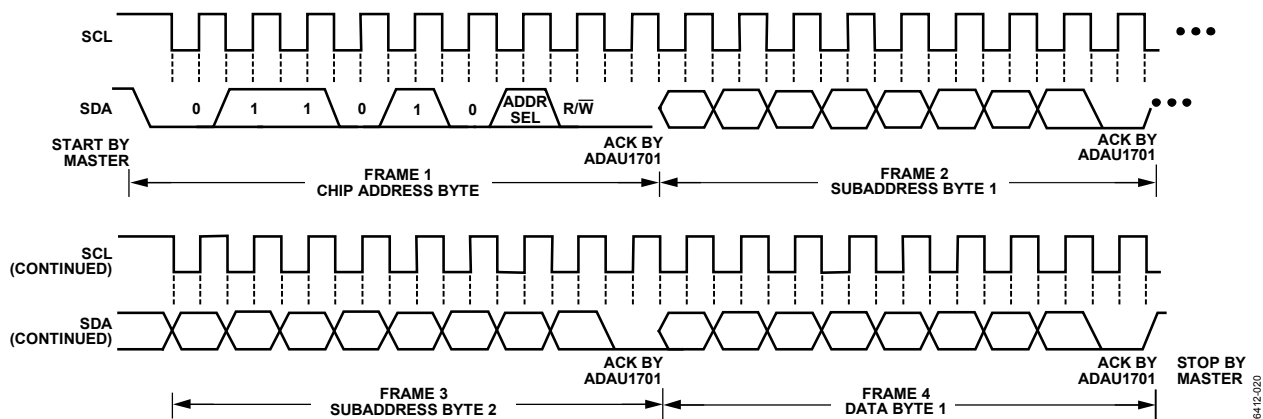 SCL
SDA
0 1 1 0 1 0 ADDR SEL R/W̅
START BY
MASTER
ACK BY
ADAU1701
ACK BY
ADAU1701
FRAME 1
CHIP ADDRESS BYTE
FRAME 2
SUBADDRESS BYTE 1
SCL
(CONTINUED)
SDA
(CONTINUED)
ACK BY
ADAU1701
ACK BY
ADAU1701
STOP BY
MASTER
FRAME 3
SUBADDRESS BYTE 2
FRAME 4
DATA BYTE 1
6412-020